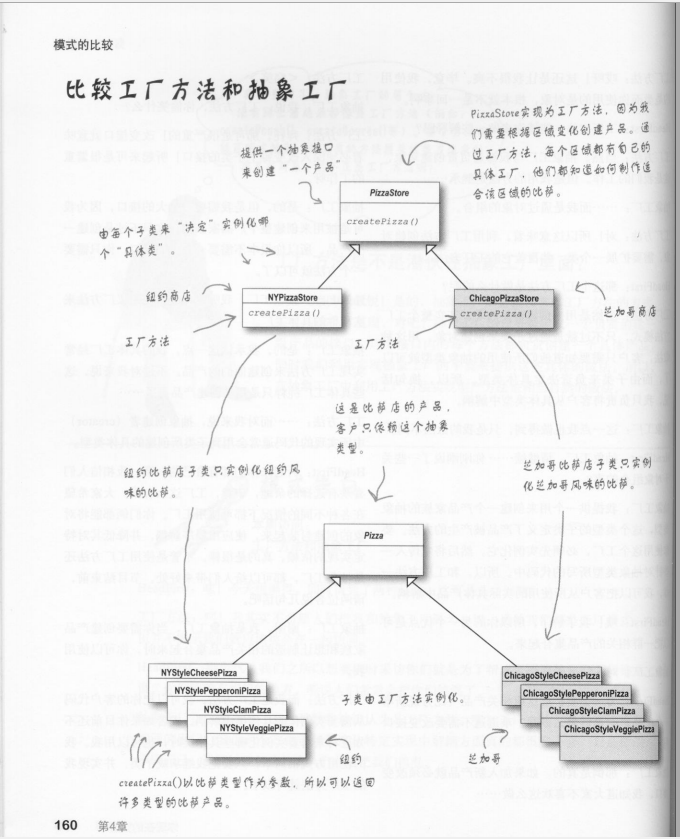 模式的比较
比较工厂方法和抽象工厂
PizzaStore实现为工厂方法，因为我
们需要根据区域变化创建产品。通
过工厂方法，每个区域都有自己的
具体工厂，他们都知道如何制作适
合该区域的比萨。
提供一个抽象接口
来创建“一个产品”
PizzaStore
createPizza()
由每个子类来“决定”实例化哪
个“具体类”。
纽约商店
NYPizzaStore
createPizza()
ChicagoPizzaStore
createPizza()
芝加哥商店
工厂方法
工厂方法
这是比萨店的产品，
客户只依赖这个抽象
类型。
纽约比萨店子类只实例化纽约风
味的比萨。
芝加哥比萨店子类只实例
化芝加哥风味的比萨。
Pizza
NYStyleCheesePizza
NYStylePepperoniPizza
NYStyleClamPizza
NYStyleVeggiePizza
子类由工厂方法实例化。
ChicagoStyleCheesePizza
ChicagoStylePepperoniPizza
ChicagoStyleClamPizza
ChicagoStyleVeggiePizza
纽约
芝加哥
createPizza()以比萨类型作为参数，所以可以返回
许多类型的比萨产品。
160 第4章